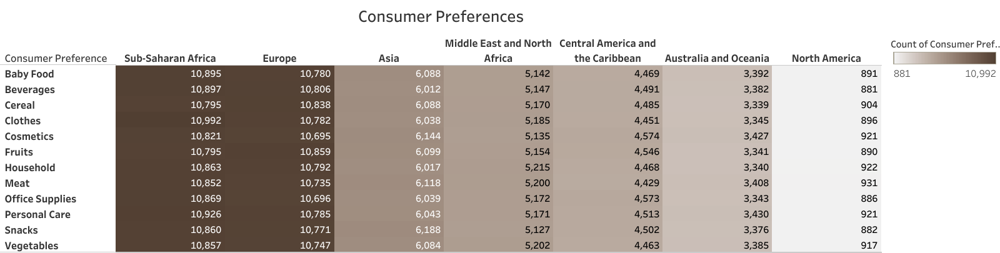 Consumer Preferences
Middle East and North Central America and
Consumer Preference Sub-Saharan Africa Europe Asia Africa the Caribbean Australia and Oceania North America
Baby Food 10,895 10,780 6,088 5,142 4,469 3,392 891
Beverages 10,897 10,806 6,012 5,147 4,491 3,382 881
Cereal 10,795 10,838 6,088 5,170 4,485 3,339 904
Clothes 10,992 10,782 6,038 5,185 4,451 3,345 896
Cosmetics 10,821 10,695 6,144 5,135 4,574 3,427 921
Fruits 10,795 10,859 6,099 5,154 4,546 3,341 890
Household 10,863 10,792 6,017 5,215 4,468 3,340 922
Meat 10,852 10,735 6,118 5,200 4,429 3,408 931
Office Supplies 10,869 10,696 6,039 5,172 4,573 3,343 886
Personal Care 10,926 10,785 6,043 5,171 4,513 3,430 921
Snacks 10,860 10,771 6,188 5,127 4,502 3,376 882
Vegetables 10,857 10,747 6,084 5,202 4,463 3,385 917
Count of Consumer Pref..
881 10,992